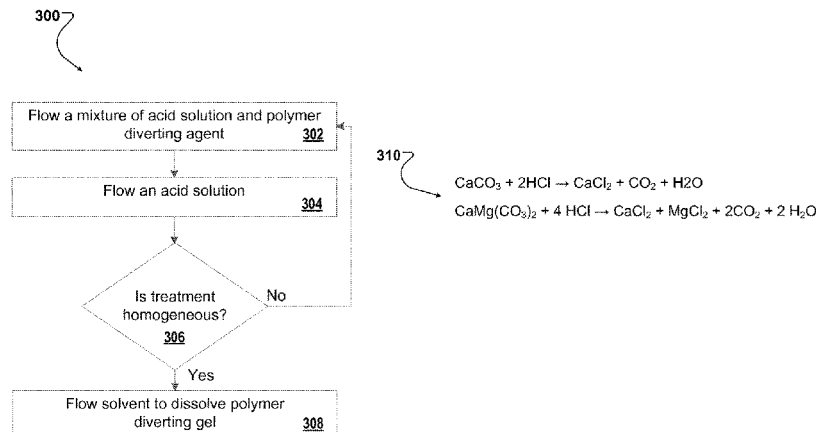 300
Flow a mixture of acid solution and polymer
diverting agent
302
Flow an acid solution
304
Is treatment
homogeneous?
306
No
Yes
Flow solvent to dissolve polymer
diverting gel
308
310
CaCO₃ + 2HCl → CaCl₂ + CO₂ + H2O
CaMg(CO₃)₂ + 4 HCl → CaCl₂ + MgCl₂ + 2CO₂ + 2 H₂O